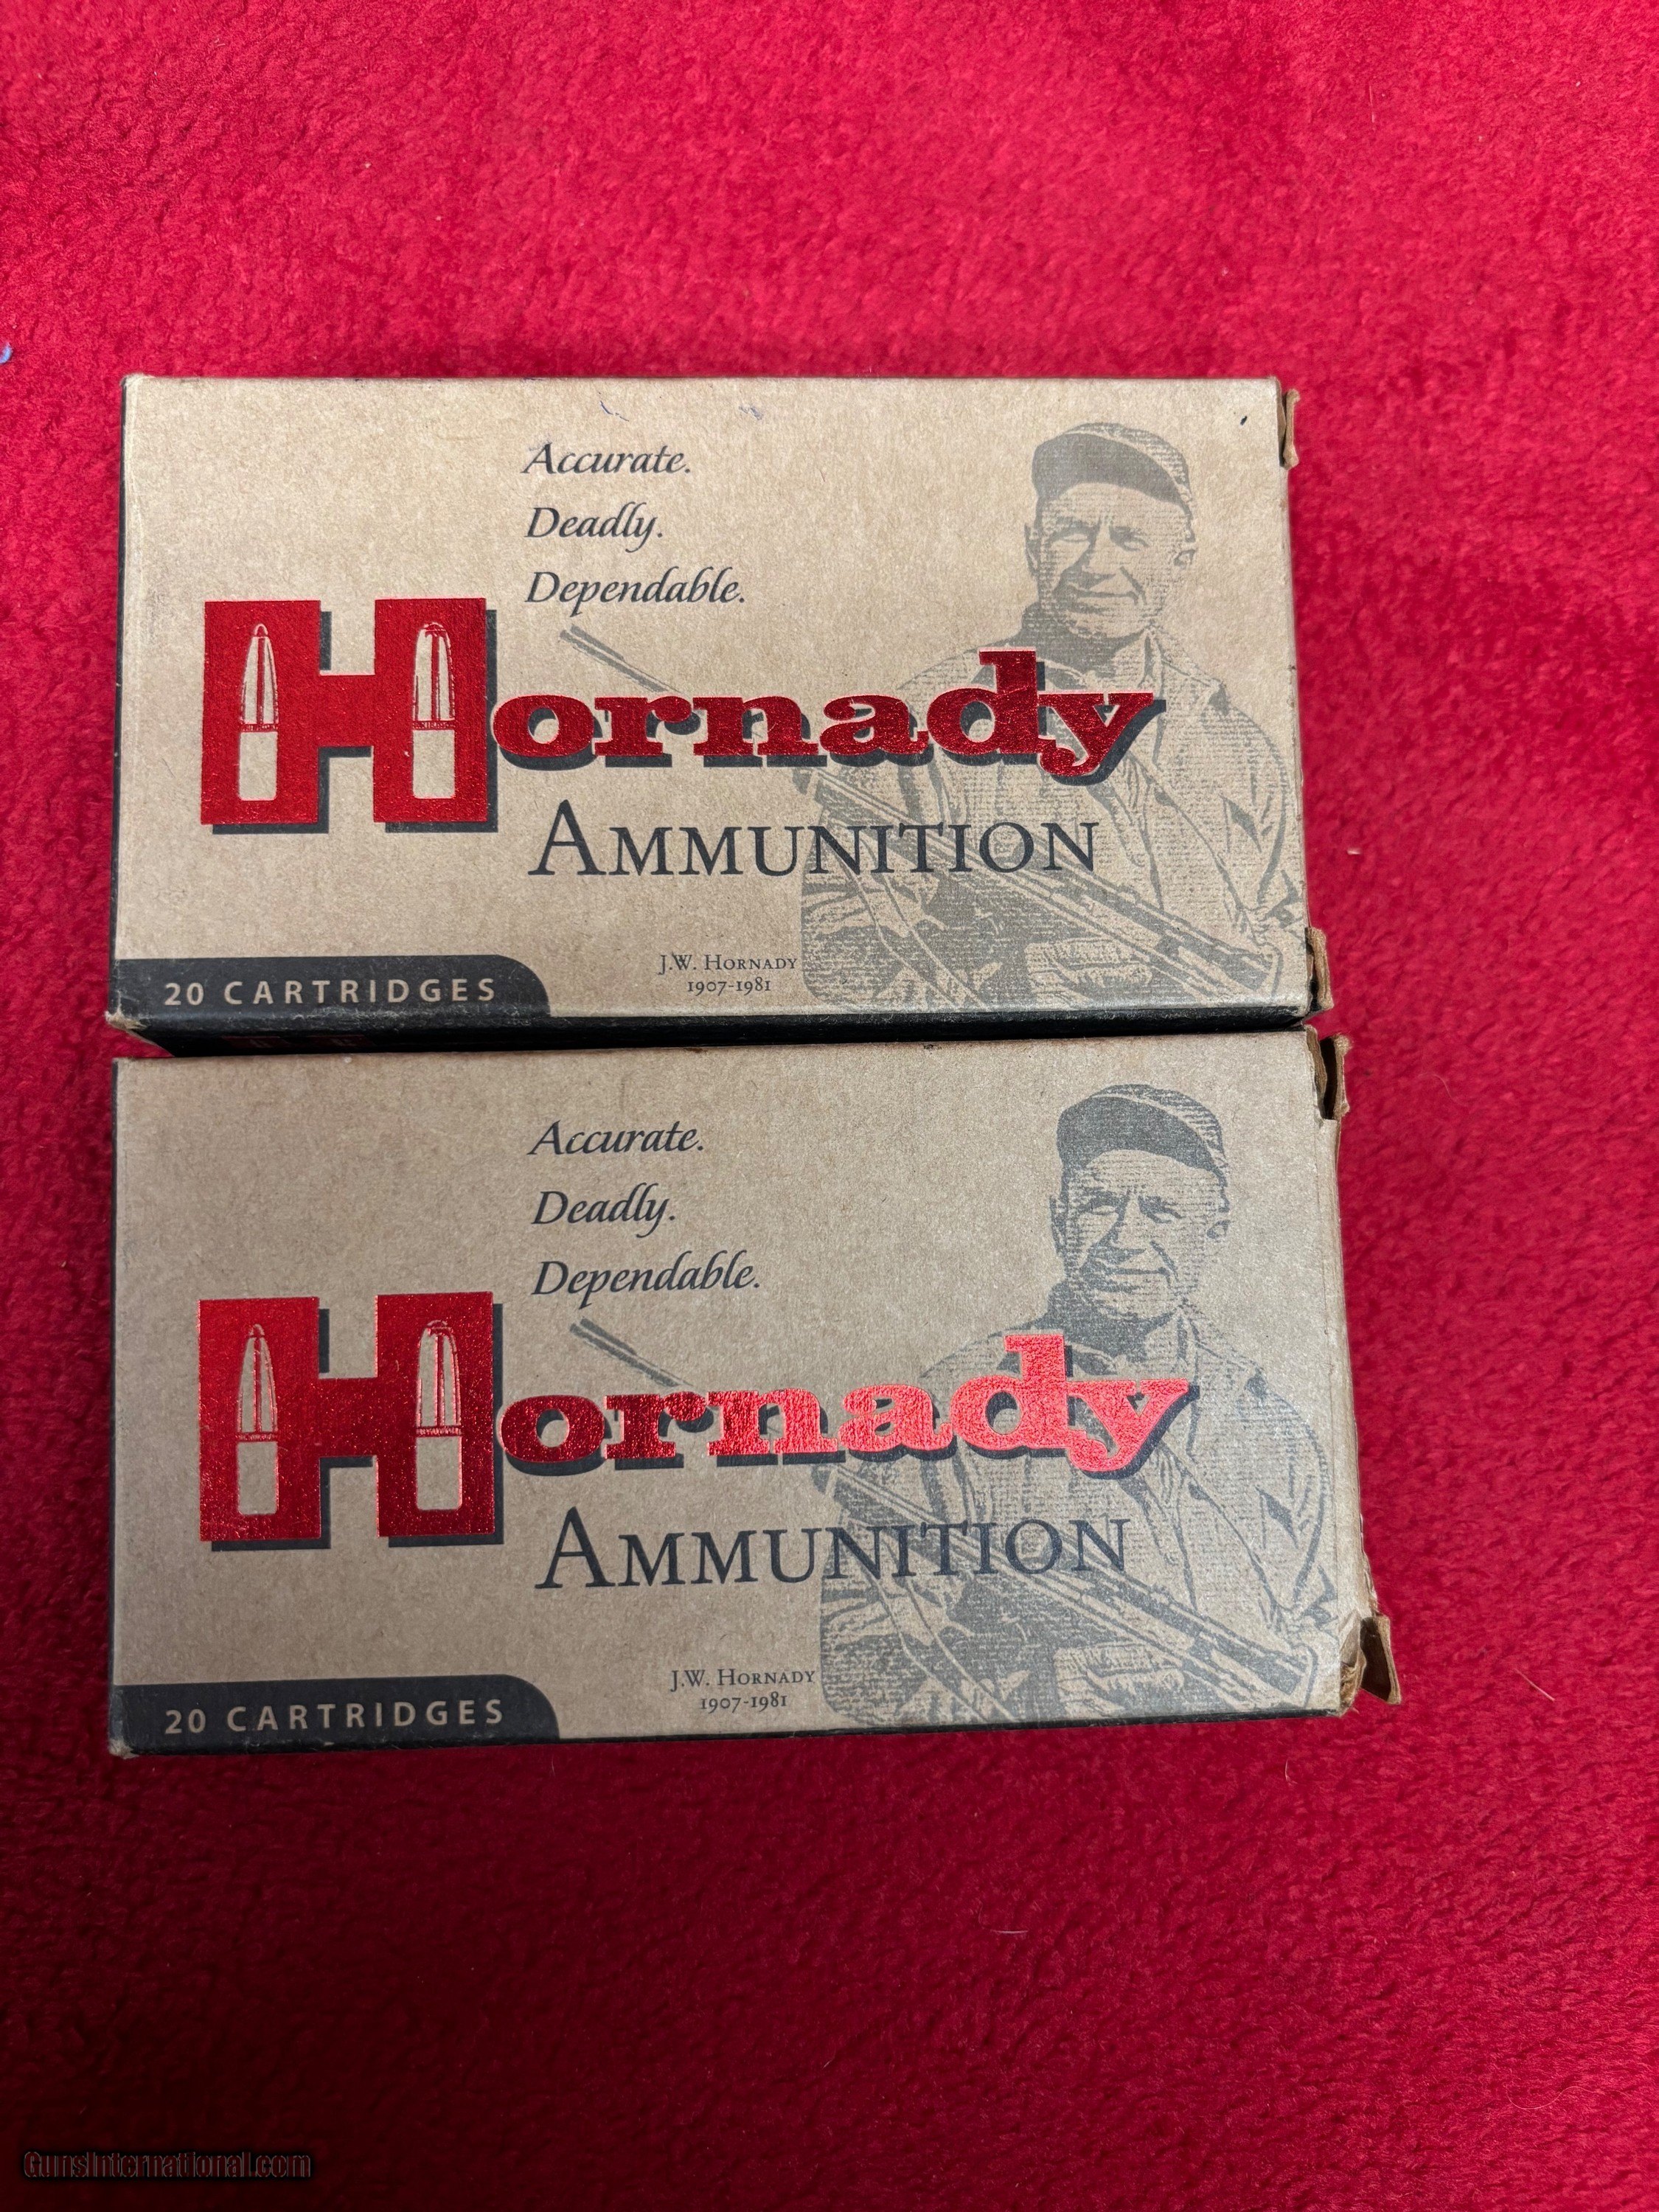 Accurate.
Deadly.
Dependable.
Hornady
AMMUNITION
J.W. HORNADY
1907-1981
20 CARTRIDGES
Accurate.
Deadly.
Dependable.
Hornady
AMMUNITION
J.W. HORNADY
1907-1981
20 CARTRIDGES
GunsInternational.com